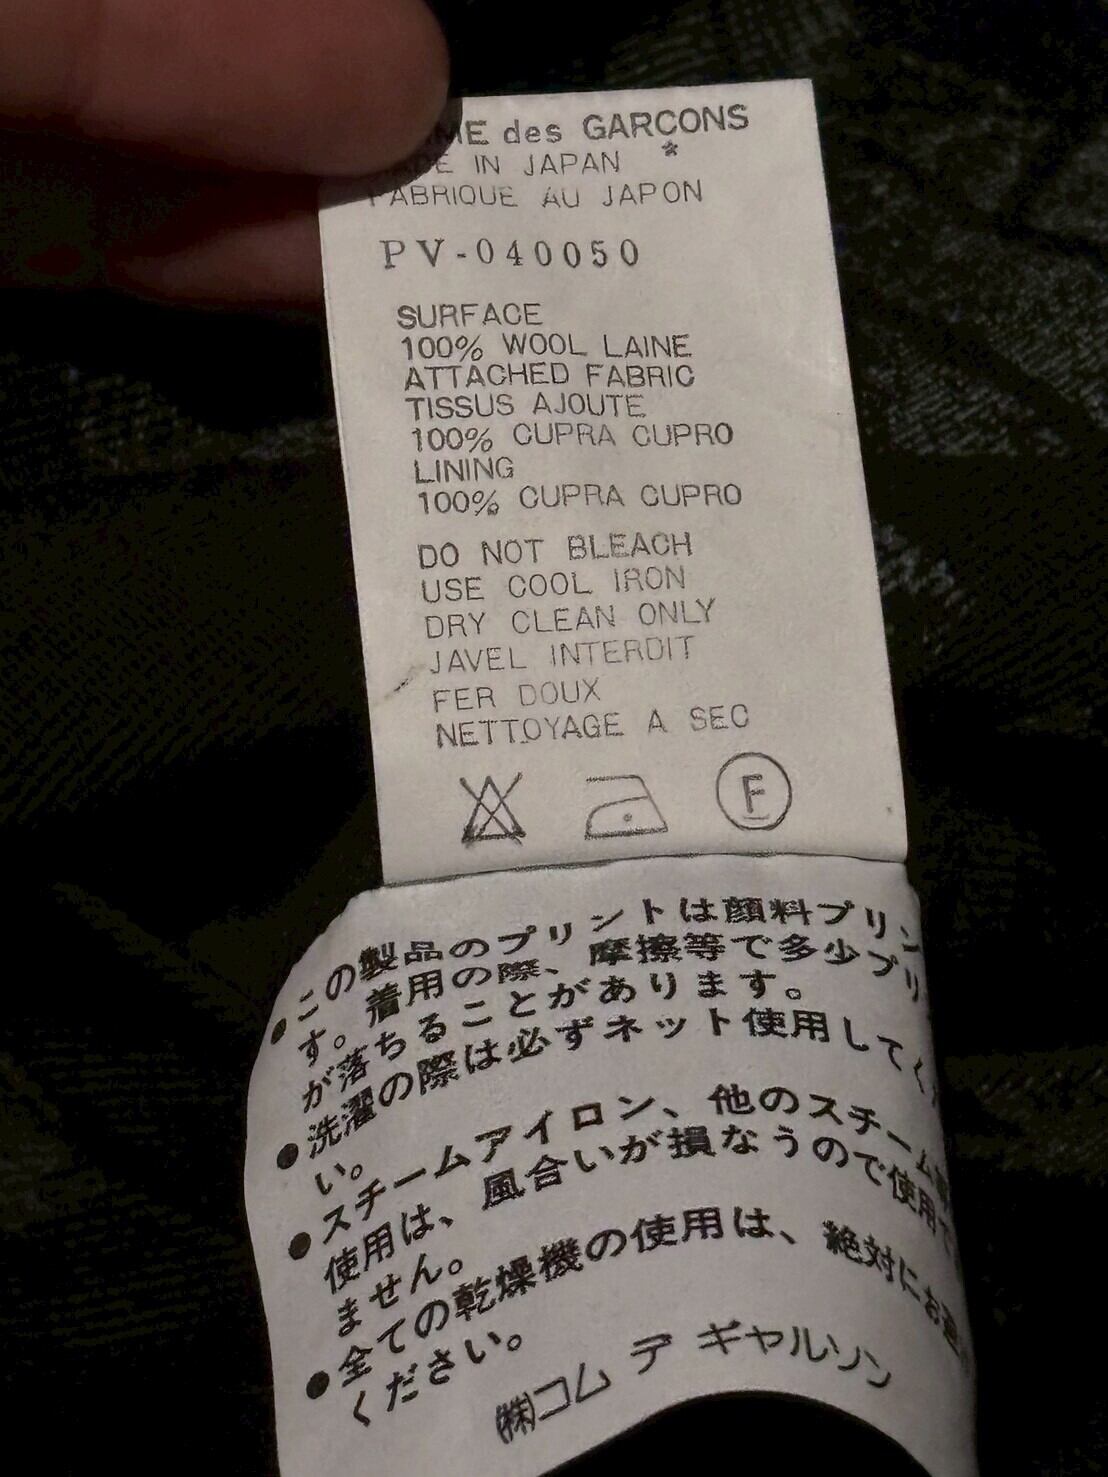 ME des GARCONS
DE IN JAPAN *
FABRIQUE AU JAPON
PV-040050
SURFACE
100% WOOL LAINE
ATTACHED FABRIC
TISSUS AJOUTE
100% CUPRA CUPRO
LINING
100% CUPRA CUPRO
DO NOT BLEACH
USE COOL IRON
DRY CLEAN ONLY
JAVEL INTERDIT
FER DOUX
NETTOYAGE A SEC
F
●この製品のプリントは顔料プリン
す。着用の際、摩擦等で多少プリ
が落ちることがあります。
●洗濯の際は必ずネット使用してくだ
い。
●スチームアイロン、他のスチーム
使用は、風合いが損なうので使用で
ません。
●全ての乾燥機の使用は、絶対にお避
ください。
㈱コム デ ギャルソン